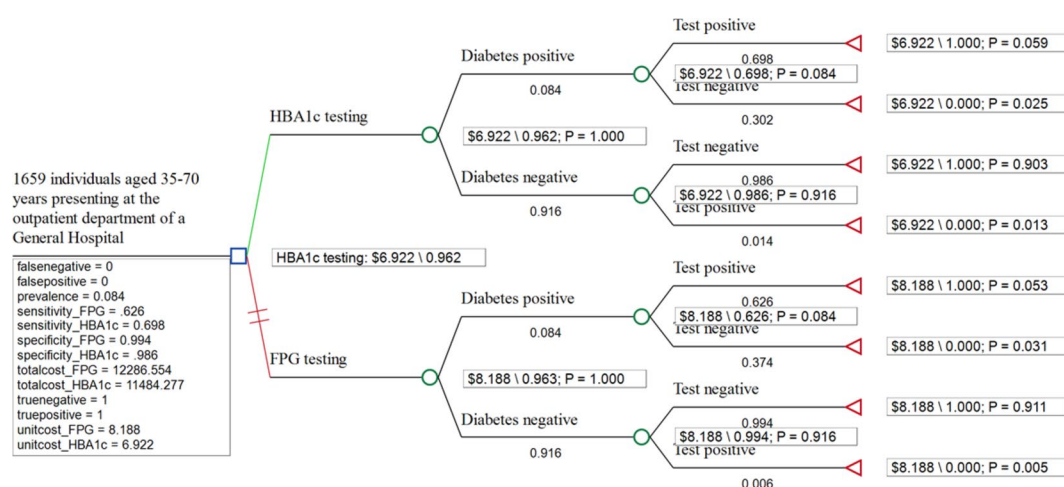 Test positive
0.698
$6.922 \ 1.000; P = 0.059
Diabetes positive
0.084
$6.922 \ 0.698; P = 0.084
Test negative
0.302
$6.922 \ 0.000; P = 0.025
HBA1c testing
$6.922 \ 0.962; P = 1.000
Test negative
0.986
$6.922 \ 1.000; P = 0.903
Diabetes negative
0.916
$6.922 \ 0.986; P = 0.916
Test positive
0.014
$6.922 \ 0.000; P = 0.013
1659 individuals aged 35-70
years presenting at the
outpatient department of a
General Hospital
HBA1c testing: $6.922 \ 0.962
falsenegative = 0
falsepositive = 0
prevalence = 0.084
sensitivity_FPG = .626
sensitivity_HBA1c = 0.698
specificity_FPG = 0.994
specificity_HBA1c = .986
totalcost_FPG = 12286.554
totalcost_HBA1c = 11484.277
truenegative = 1
truepositive = 1
unitcost_FPG = 8.188
unitcost_HBA1c = 6.922
Test positive
0.626
$8.188 \ 1.000; P = 0.053
Diabetes positive
0.084
$8.188 \ 0.626; P = 0.084
Test negative
0.374
$8.188 \ 0.000; P = 0.031
FPG testing
$8.188 \ 0.963; P = 1.000
Test negative
0.994
$8.188 \ 1.000; P = 0.911
Diabetes negative
0.916
$8.188 \ 0.994; P = 0.916
Test positive
0.006
$8.188 \ 0.000; P = 0.005